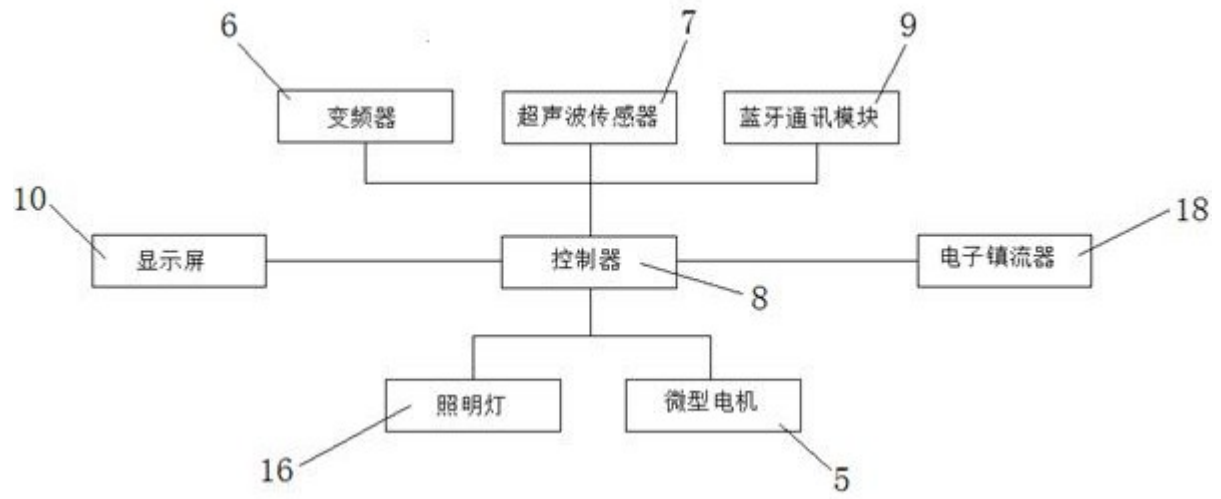 6
7
9
变频器
超声波传感器
蓝牙通讯模块
10
18
显示屏
控制器
电子镇流器
8
照明灯
微型电机
16
5